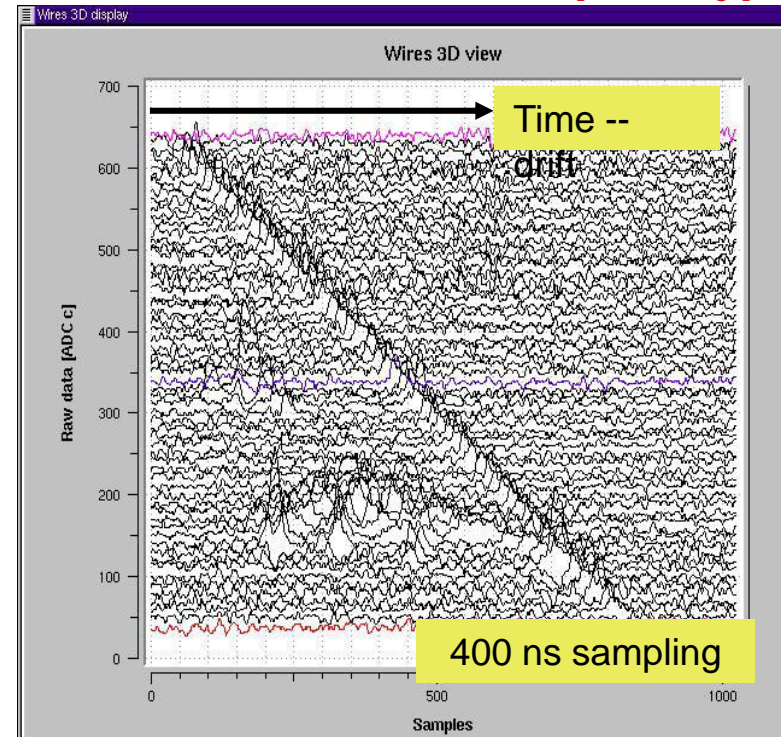 Wires 3D display
Wires 3D view
700
600
500
400
300
200
100
0
Raw data [ADC c]
Time --
drift
400 ns sampling
0
500
1000
Samples